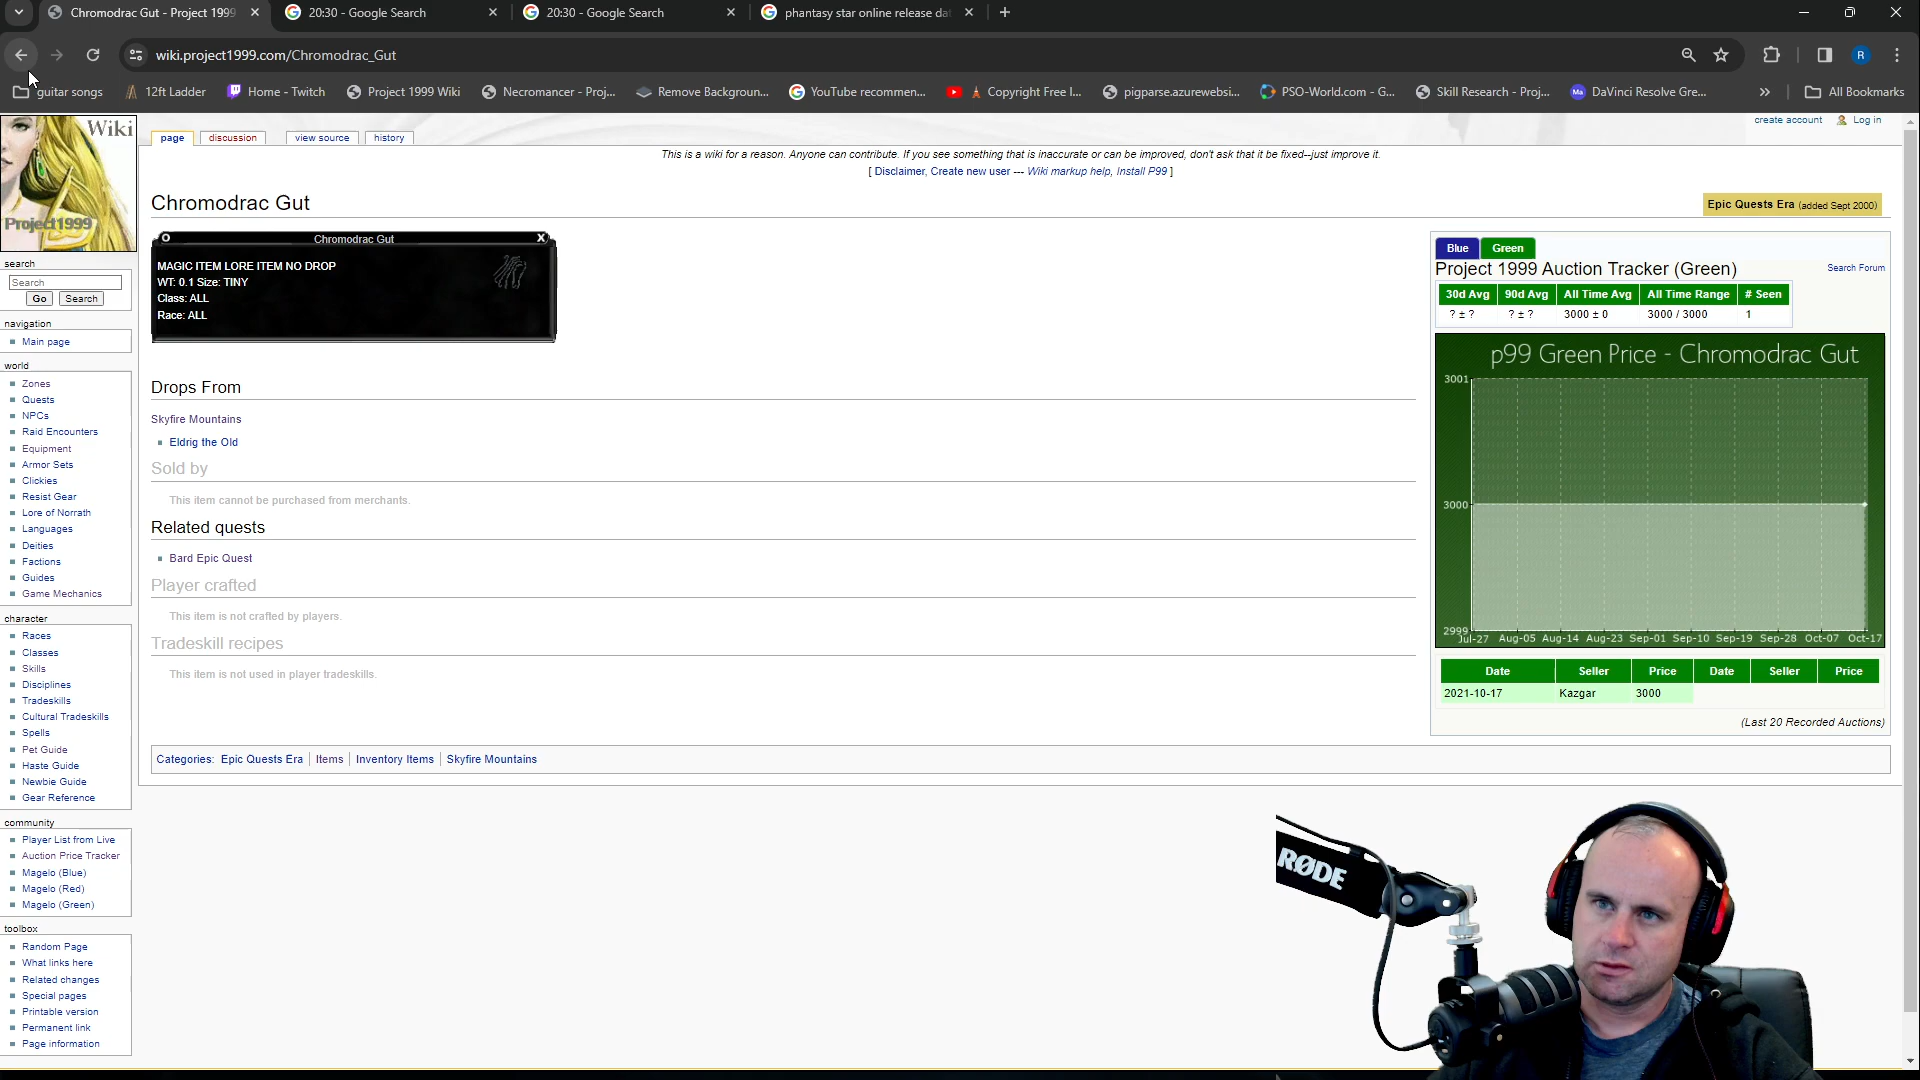 Chromodrac Gut - Project 1999
20:30 - Google Search
20:30 - Google Search
phantasy star online release da
wiki.project1999.com/Chromodrac_Gut
R
guitar songs
12ft Ladder
Home - Twitch
Project 1999 Wiki
Necromancer - Proj...
Remove Backgroun...
YouTube recommen...
Copyright Free I...
pigparse.azurewebsi...
PSO-World.com - G...
Skill Research - Proj...
Ma
DaVinci Resolve Gre...
All Bookmarks
Wiki
Project1999
page
discussion
view source
history
create account
Log in
This is a wiki for a reason. Anyone can contribute. If you see something that is inaccurate or can be improved, don't ask that it be fixed--just improve it.
[ Disclaimer, Create new user --- Wiki markup help, Install P99 ]
Chromodrac Gut
Epic Quests Era (added Sept 2000)
Chromodrac Gut
MAGIC ITEM LORE ITEM NO DROP
WT: 0.1 Size: TINY
Class: ALL
Race: ALL
Drops From
Skyfire Mountains
Eldrig the Old
Sold by
This item cannot be purchased from merchants.
Related quests
Bard Epic Quest
Player crafted
This item is not crafted by players.
Tradeskill recipes
This item is not used in player tradeskills.
Categories: Epic Quests Era | Items | Inventory Items | Skyfire Mountains
search
Search
Go
Search
navigation
Main page
world
Zones
Quests
NPCs
Raid Encounters
Equipment
Armor Sets
Clickies
Resist Gear
Lore of Norrath
Languages
Deities
Factions
Guides
Game Mechanics
character
Races
Classes
Skills
Disciplines
Tradeskills
Cultural Tradeskills
Spells
Pet Guide
Haste Guide
Newbie Guide
Gear Reference
community
Player List from Live
Auction Price Tracker
Magelo (Blue)
Magelo (Red)
Magelo (Green)
toolbox
Random Page
What links here
Related changes
Special pages
Printable version
Permanent link
Page information
Blue
Green
Project 1999 Auction Tracker (Green)
Search Forum
30d Avg 90d Avg All Time Avg All Time Range # Seen
? ± ? ? ± ? 3000 ± 0 3000 / 3000 1
p99 Green Price - Chromodrac Gut
3001
3000
2999
Jul-27 Aug-05 Aug-14 Aug-23 Sep-01 Sep-10 Sep-19 Sep-28 Oct-07 Oct-17
Date Seller Price Date Seller Price
2021-10-17 Kazgar 3000
(Last 20 Recorded Auctions)
RØDE